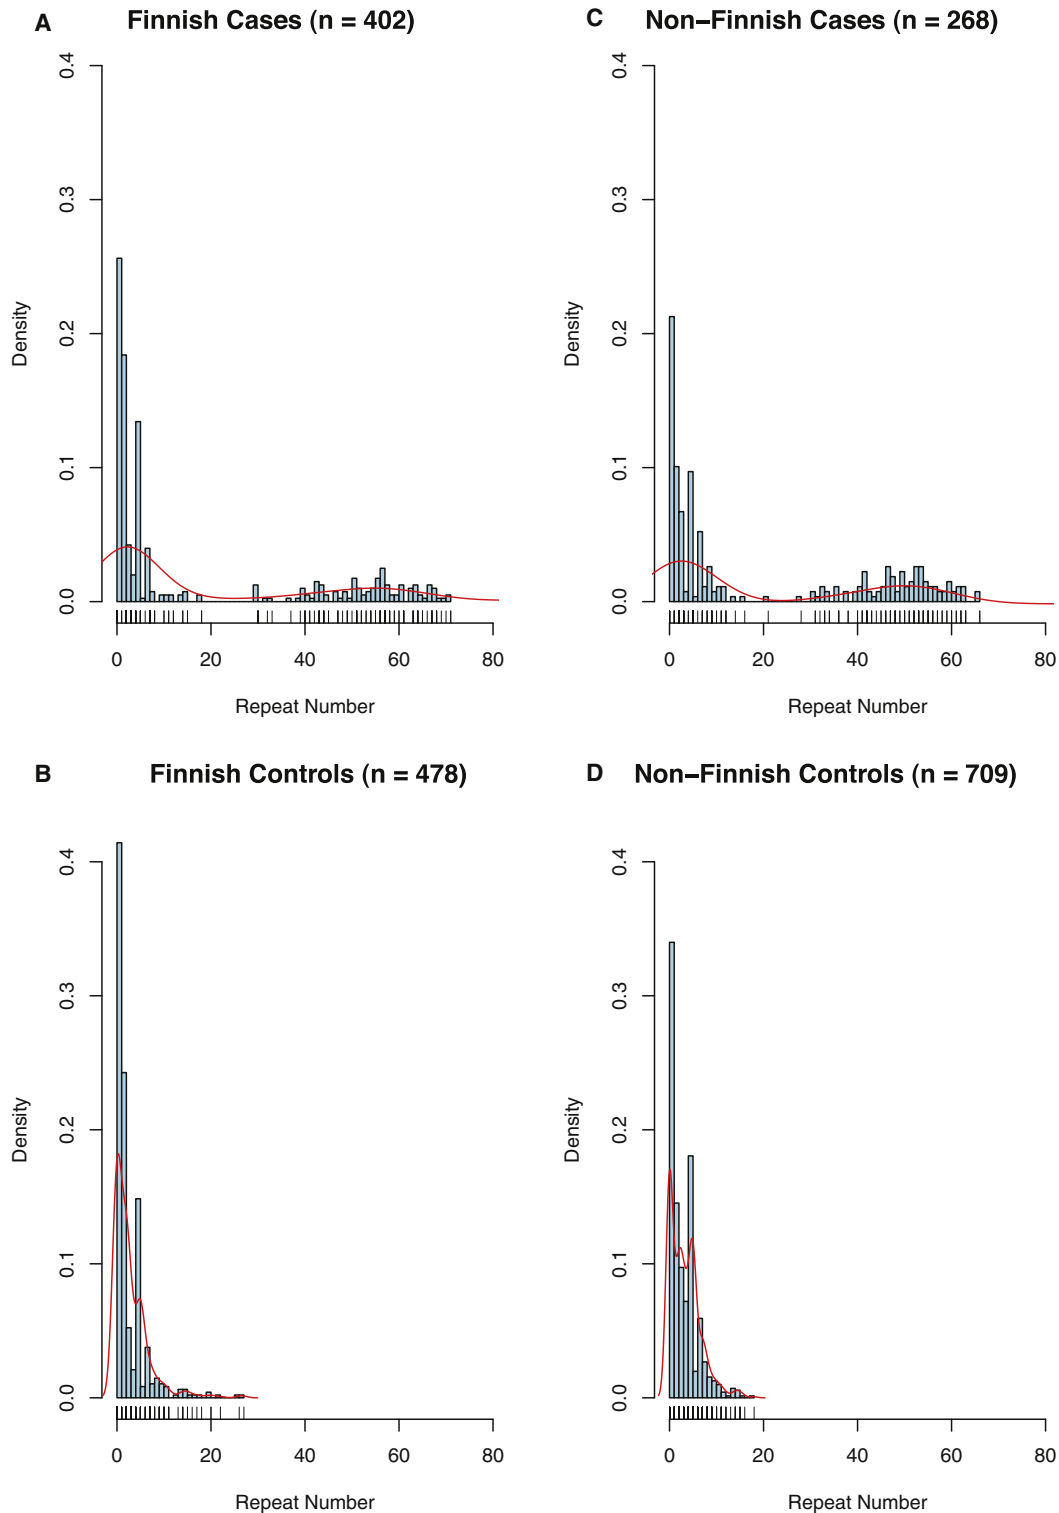 A Finnish Cases (n = 402)
0.4
0.3
0.2
0.1
0.0
Density
0 20 40 60 80
Repeat Number
C Non−Finnish Cases (n = 268)
0.4
0.3
0.2
0.1
0.0
Density
0 20 40 60 80
Repeat Number
B Finnish Controls (n = 478)
0.4
0.3
0.2
0.1
0.0
Density
0 20 40 60 80
Repeat Number
D Non−Finnish Controls (n = 709)
0.4
0.3
0.2
0.1
0.0
Density
0 20 40 60 80
Repeat Number